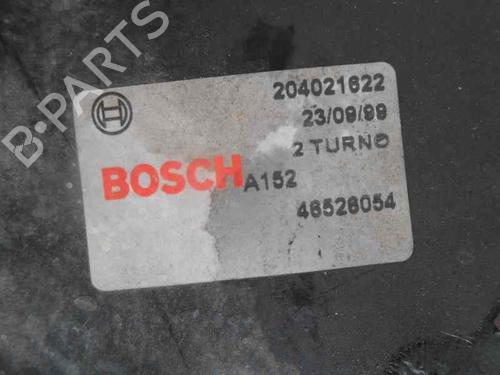 B-PARTS
204021622
23/09/99
2 TURNO
BOSCH A152
46526054